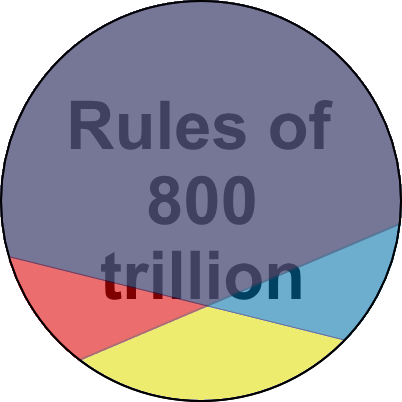 Rules of
800
trillion